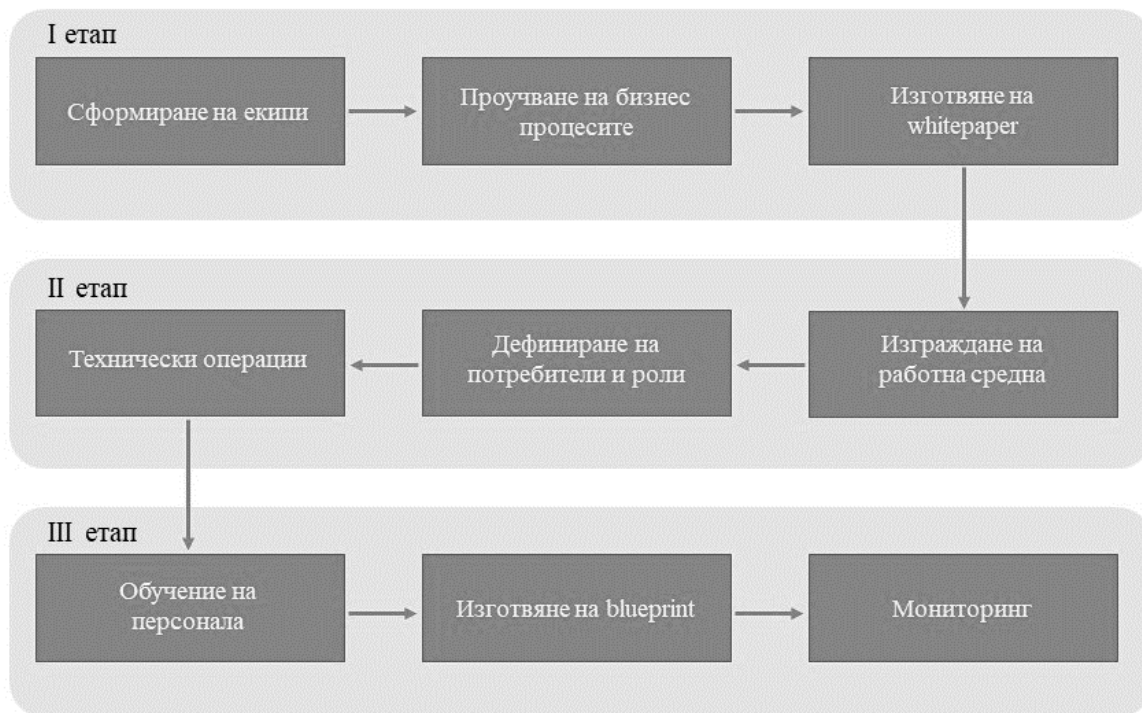 I етап
Сформиране на екипи
Проучване на бизнес
процесите
Изготвяне на
whitepaper
II етап
Технически операции
Дефиниране на
потребители и роли
Изграждане на
работна средна
III етап
Обучение на
персонала
Изготвяне на blueprint
Мониторинг